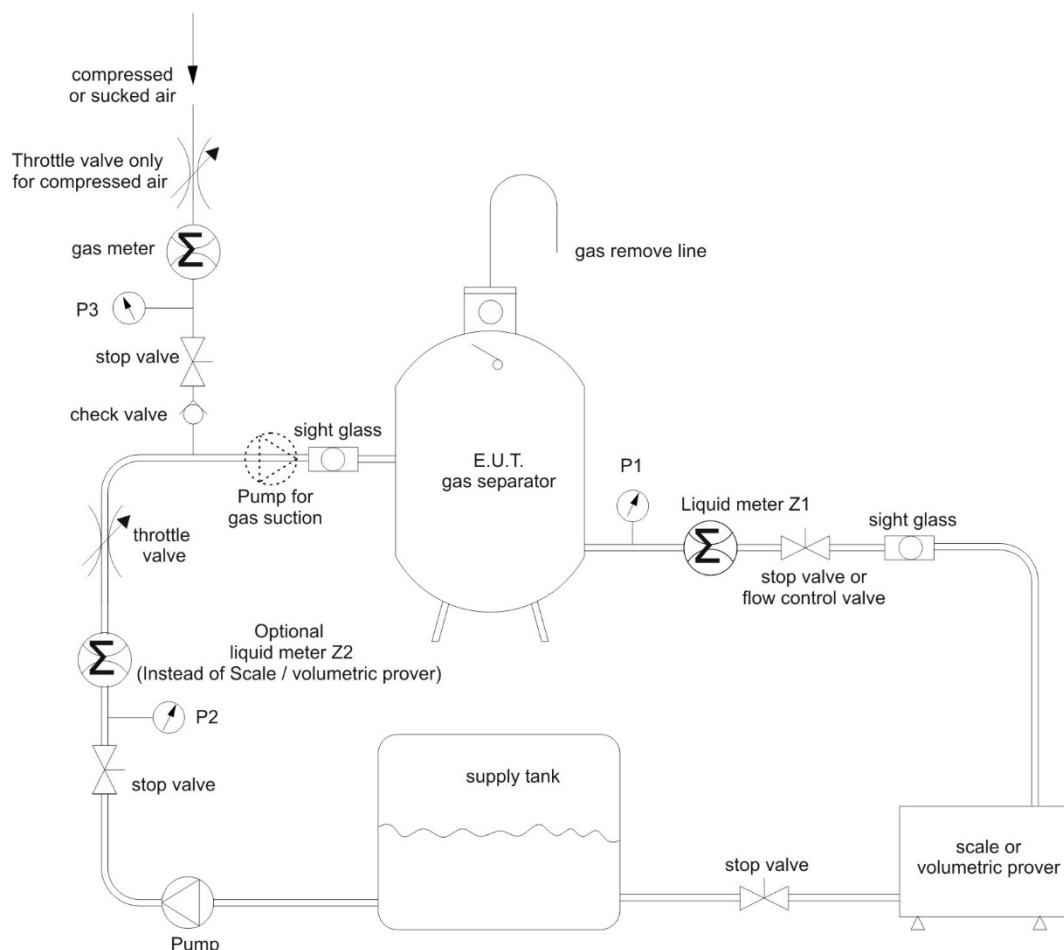 compressed
or sucked air
Throttle valve only
for compressed air
gas meter
Σ
P3
stop valve
check valve
gas remove line
sight glass
Pump for
gas suction
E.U.T.
gas separator
P1
Liquid meter Z1
Σ
sight glass
stop valve or
flow control valve
throttle
valve
Σ
Optional
liquid meter Z2
(Instead of Scale / volumetric prover)
P2
stop valve
supply tank
stop valve
scale or
volumetric prover
Pump